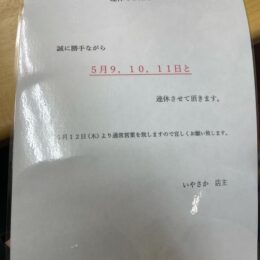 誠に勝手ながら
5月9,10,11日と
連休させて頂きます。
月12日(木)より通常営業を致しますので宜しくお願い致します。
いやさか 店主